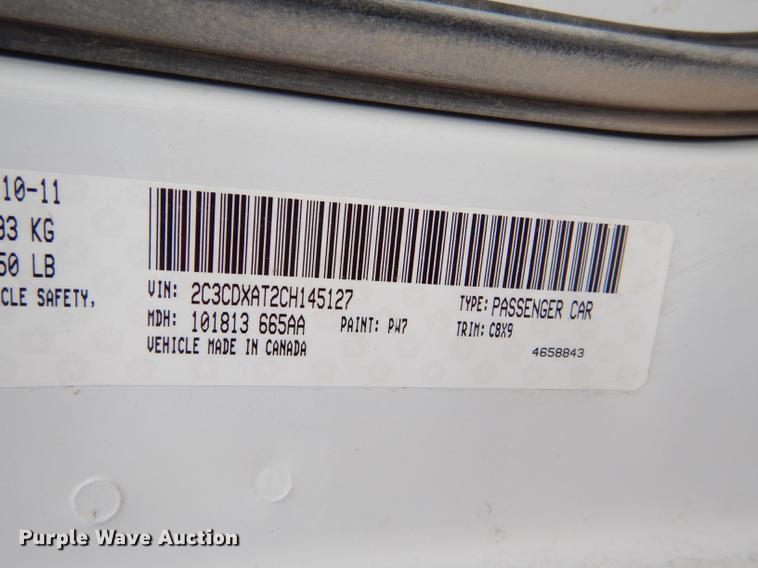 10-11
93 KG
50 LB
CLE SAFETY,
VIN: 2C3CDXAT2CH145127
TYPE: PASSENGER CAR
MDH: 101813 665AA
PAINT: PW7
TRIM: C8X9
VEHICLE MADE IN CANADA
4658843
Purple Wave Auction